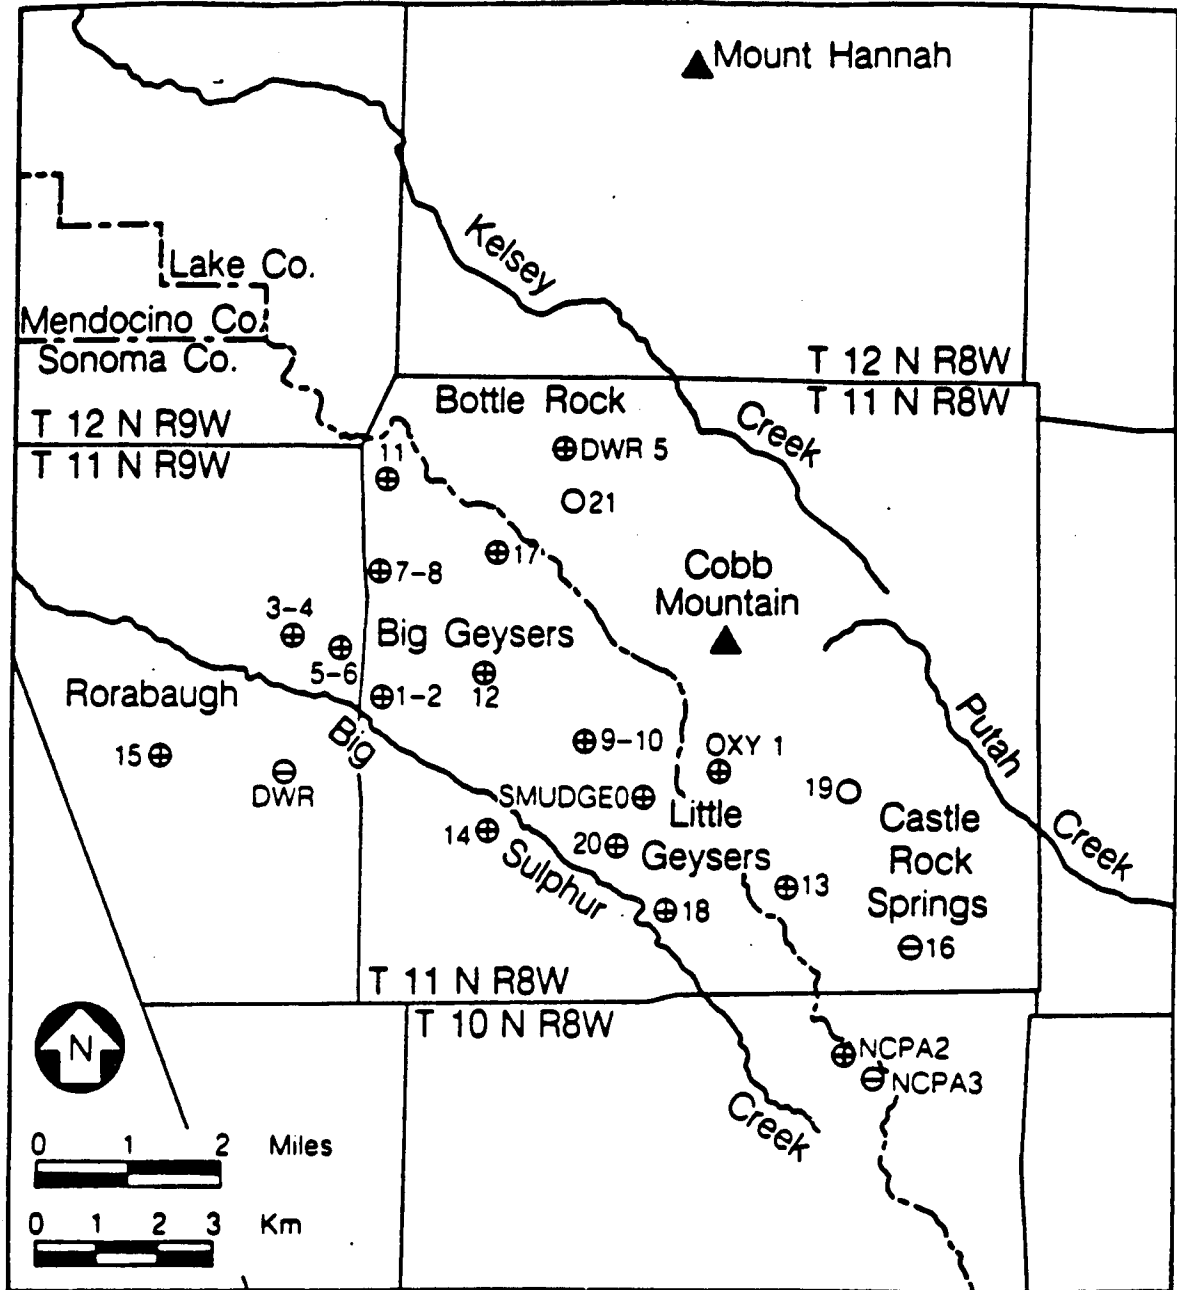 Mount Hannah
Kelsey
Lake Co.
Mendocino Co.
Sonoma Co.
T 12 N R8W
T 11 N R8W
Bottle Rock
Creek
T 12 N R9W
T 11 N R9W
11
DWR 5
21
17
7-8
Cobb
Mountain
3-4
Big Geysers
5-6
Rorabaugh
1-2
12
Putah
Big
9-10
OXY 1
15
DWR
SMUDGE0
19
Little
Geysers
Castle
Rock
Springs
Creek
14
Sulphur
20
13
18
16
T 11 N R8W
T 10 N R8W
N
NCPA2
NCPA3
Creek
0 1 2 Miles
0 1 2 3 Km